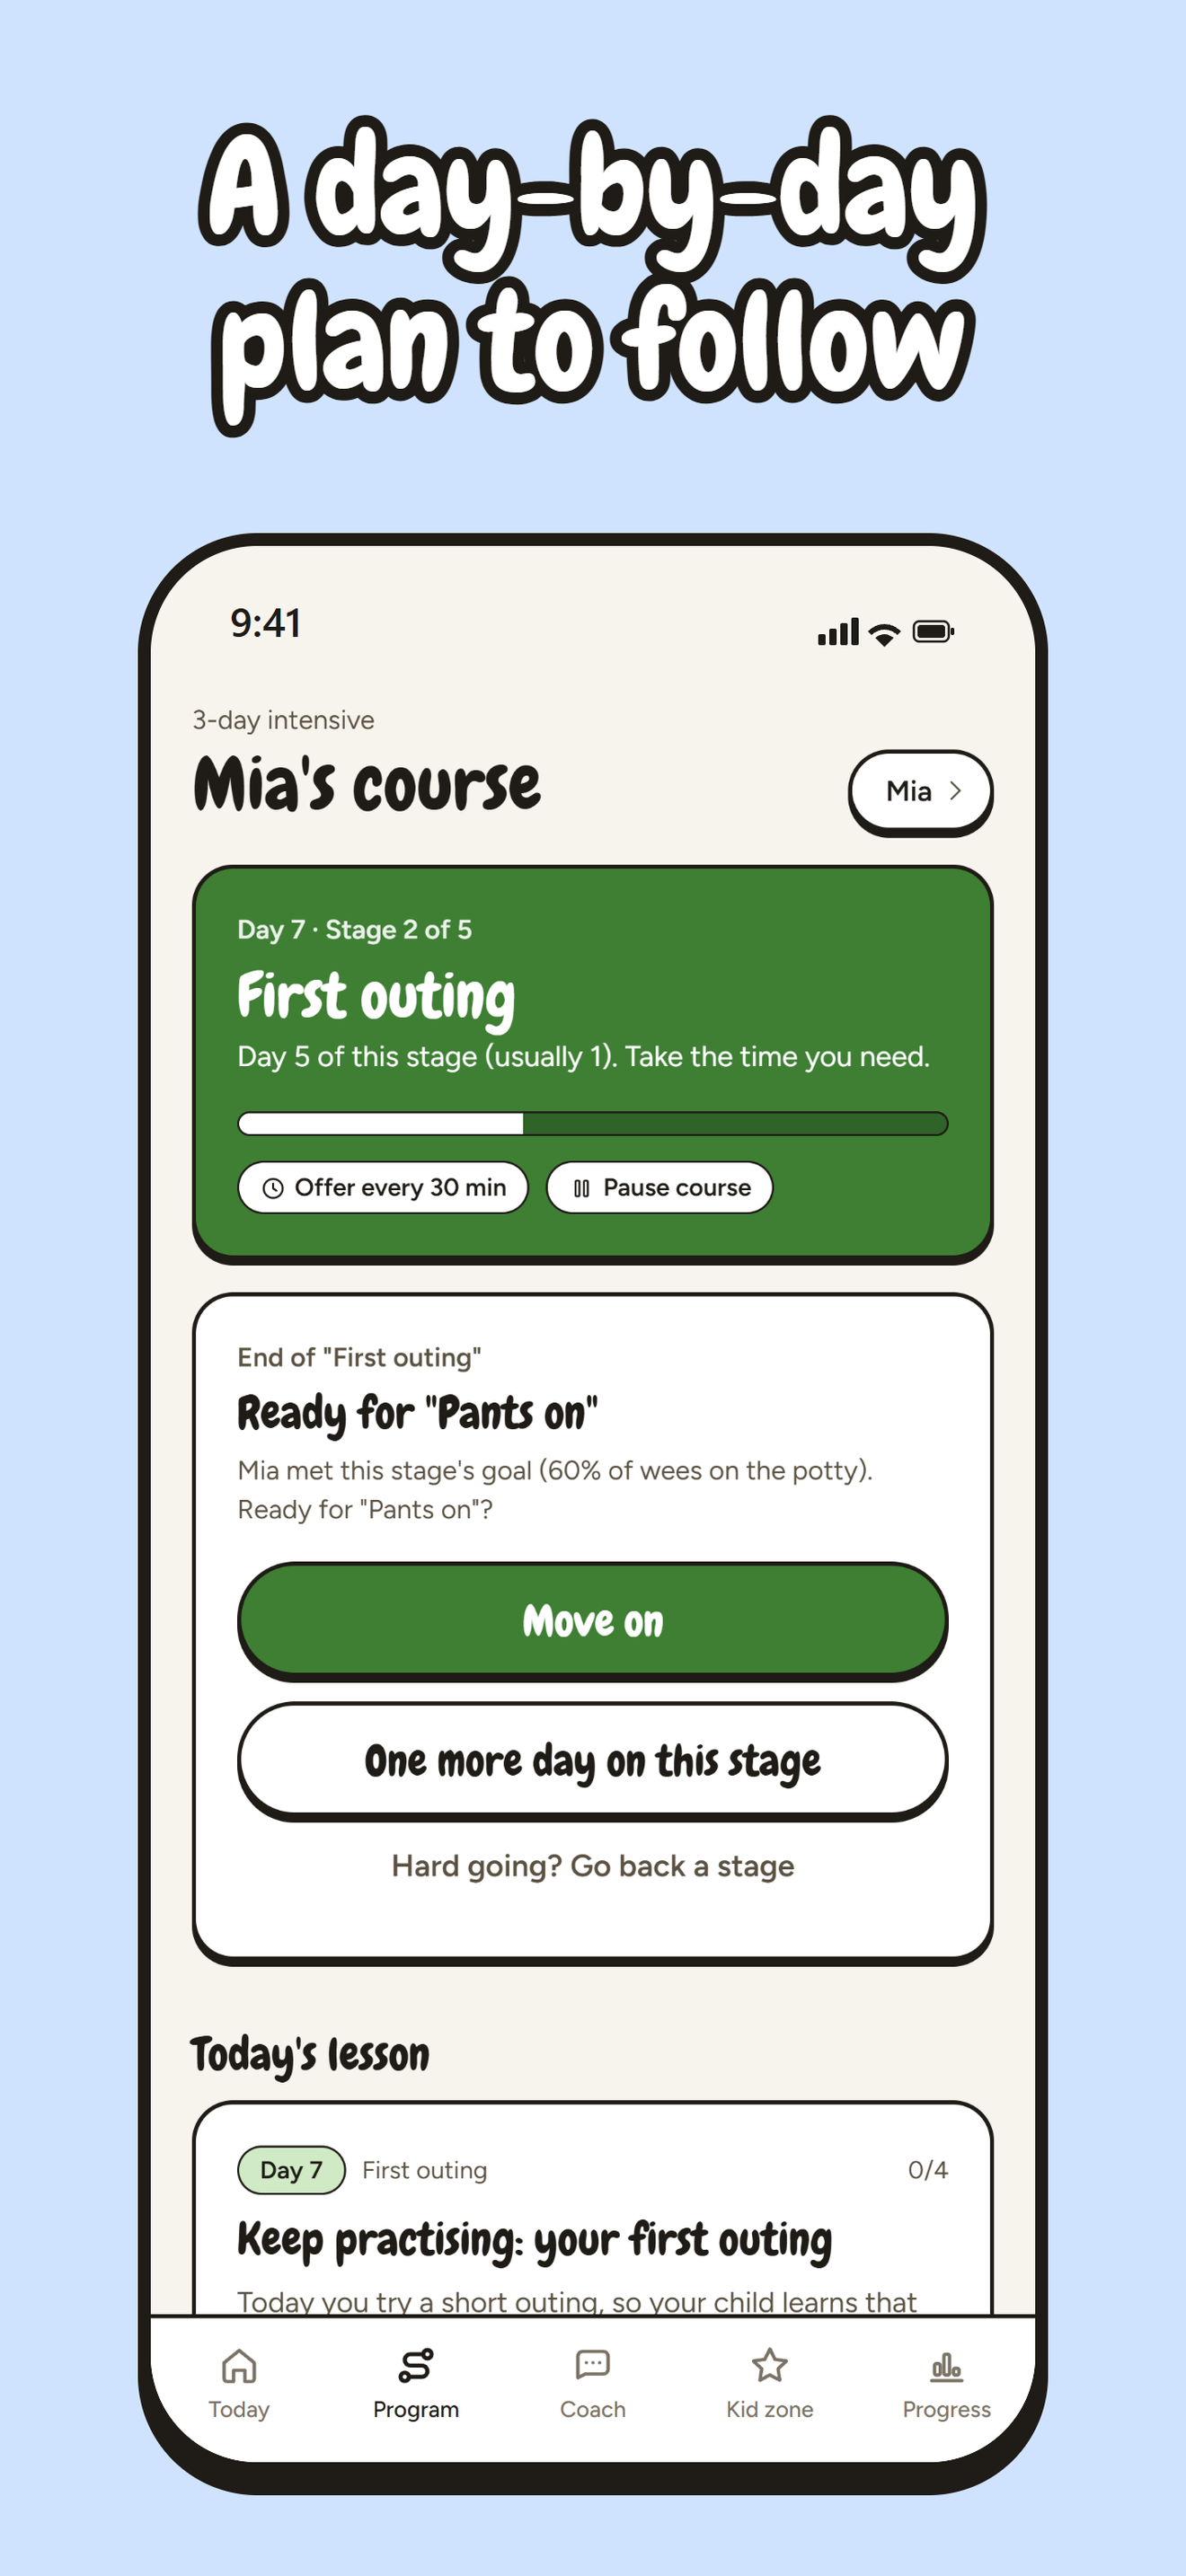 A day-by-day
plan to follow
9:41
3-day intensive
Mia's course
Mia
Day 7 · Stage 2 of 5
First outing
Day 5 of this stage (usually 1). Take the time you need.
Offer every 30 min
Pause course
End of "First outing"
Ready for "Pants on"
Mia met this stage's goal (60% of wees on the potty).
Ready for "Pants on"?
Move on
One more day on this stage
Hard going? Go back a stage
Today's lesson
Day 7
First outing
0/4
Keep practising: your first outing
Today you try a short outing, so your child learns that
Today
Program
Coach
Kid zone
Progress